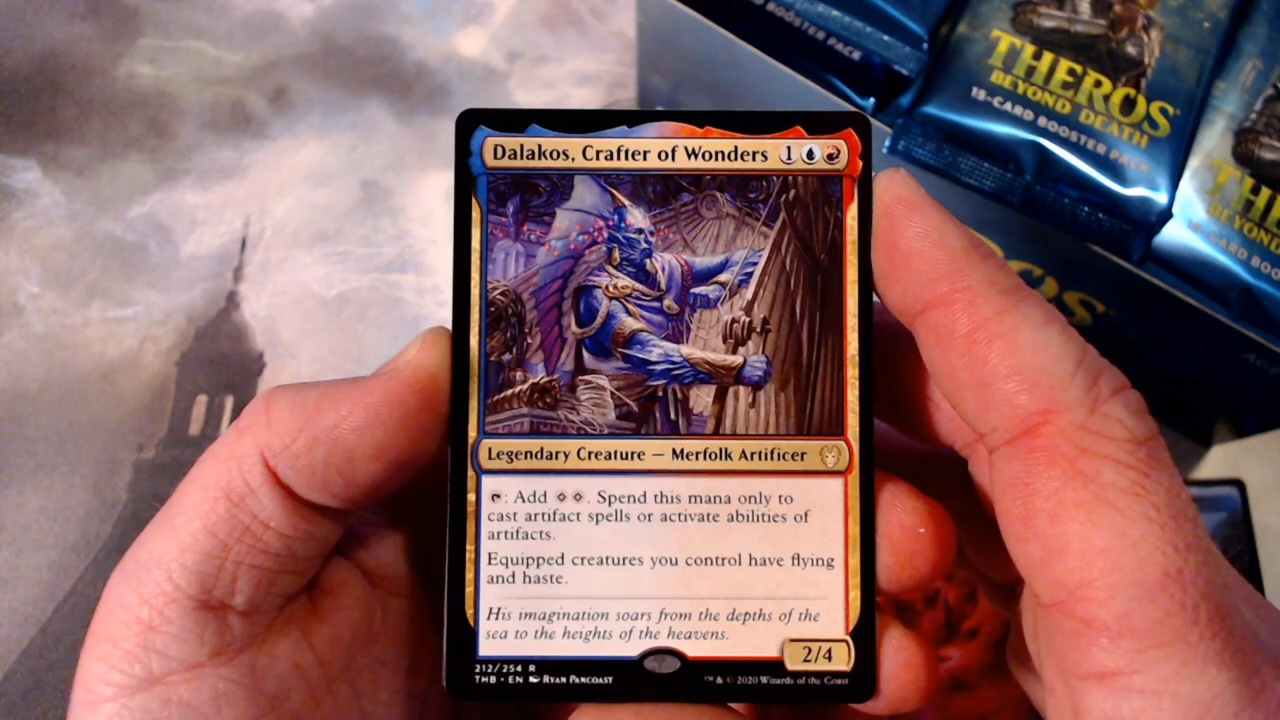 BOOSTER PACK
THEROS
BEYOND DEATH
15-CARD BOOSTER PACK
Dalakos, Crafter of Wonders 1
Legendary Creature — Merfolk Artificer
: Add . Spend this mana only to
cast artifact spells or activate abilities of
artifacts.
Equipped creatures you control have flying
and haste.
His imagination soars from the depths of the
sea to the heights of the heavens.
2/4
212/254 R
THB • EN RYAN PANCOAST
™ & © 2020 Wizards of the Coast